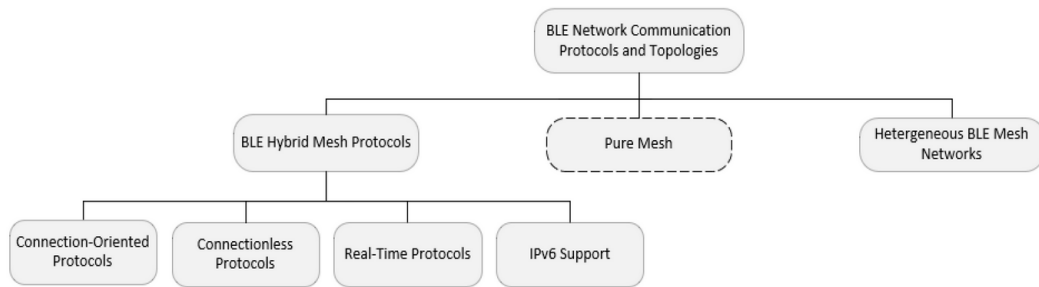 BLE Network Communication
Protocols and Topologies
BLE Hybrid Mesh Protocols
Pure Mesh
Hetergeneous BLE Mesh
Networks
Connection-Oriented
Protocols
Connectionless
Protocols
Real-Time Protocols
IPv6 Support